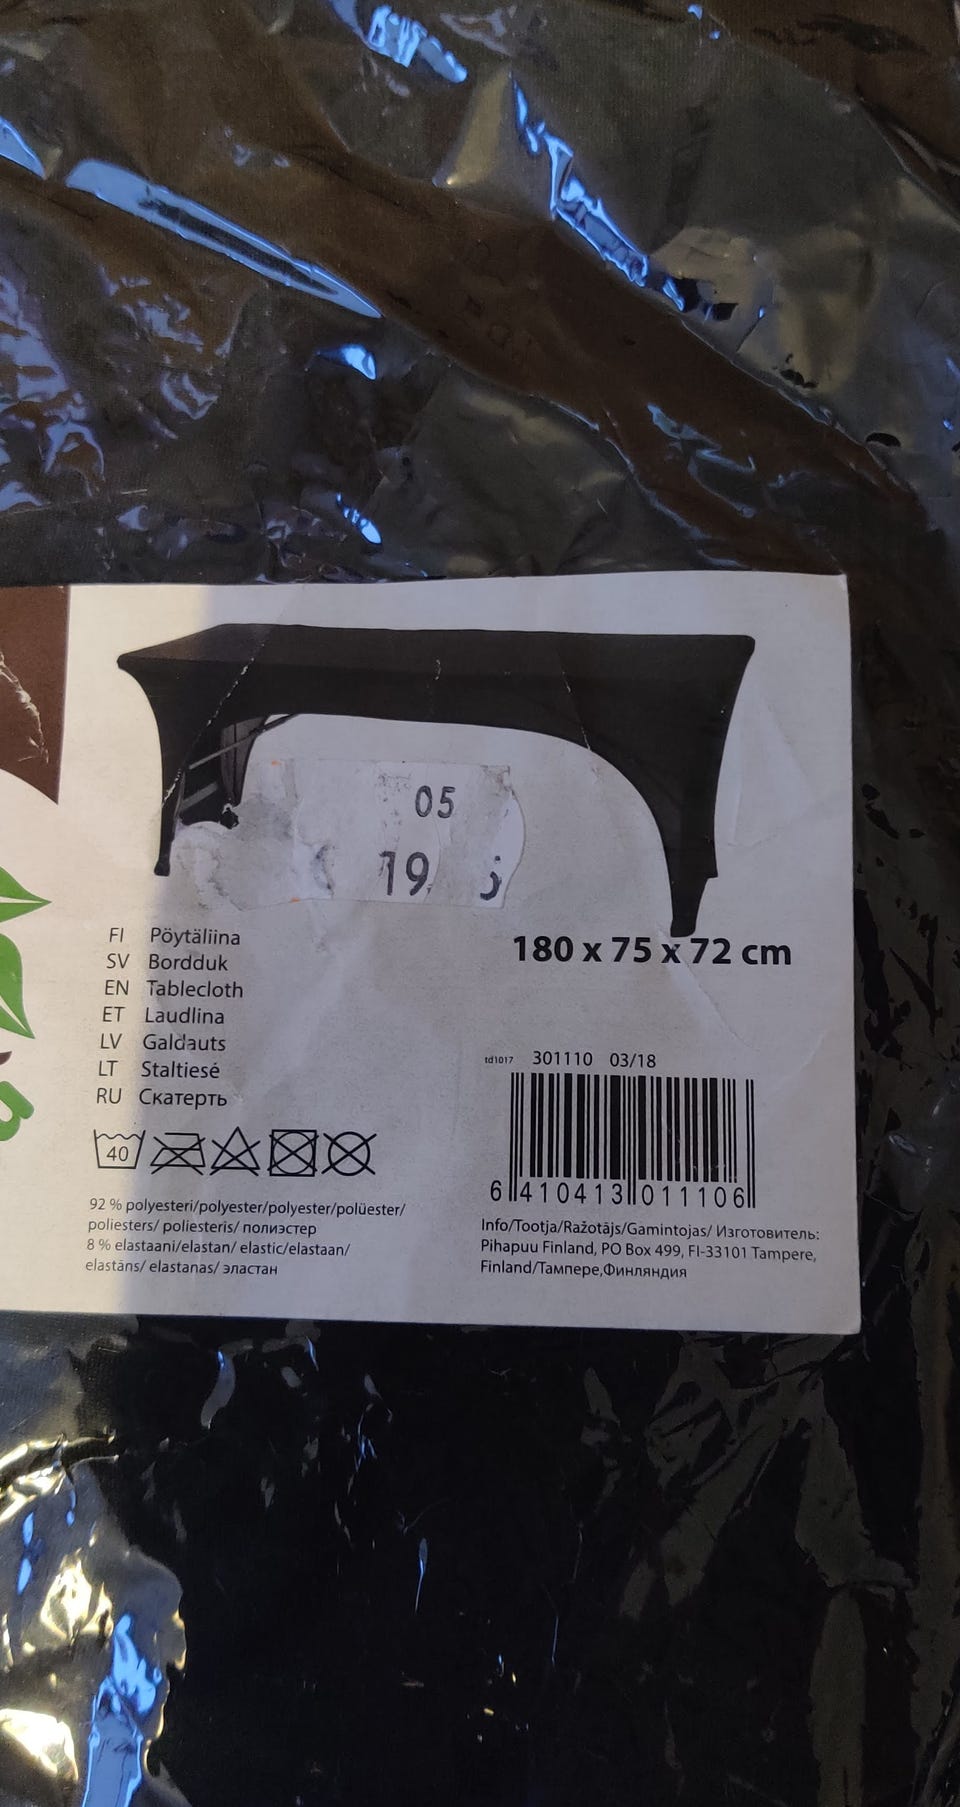 05
19
FI Pöytäliina
SV Bordduk
EN Tablecloth
ET Laudlina
LV Galdauts
LT Staltiesé
RU Скатерть
180 x 75 x 72 cm
td1017 301110 03/18
6 410413 011106
40
92 % polyesteri/polyester/polyester/polüester/
poliesters/ poliesteris/ полиэстер
8 % elastaani/elastan/ elastic/elastaan/
elastāns/ elastanas/ эластан
Info/Tootja/Ražotājs/Gamintojas/ Изготовитель:
Pihapuu Finland, PO Box 499, FI-33101 Tampere,
Finland/Тампере,Финляндия